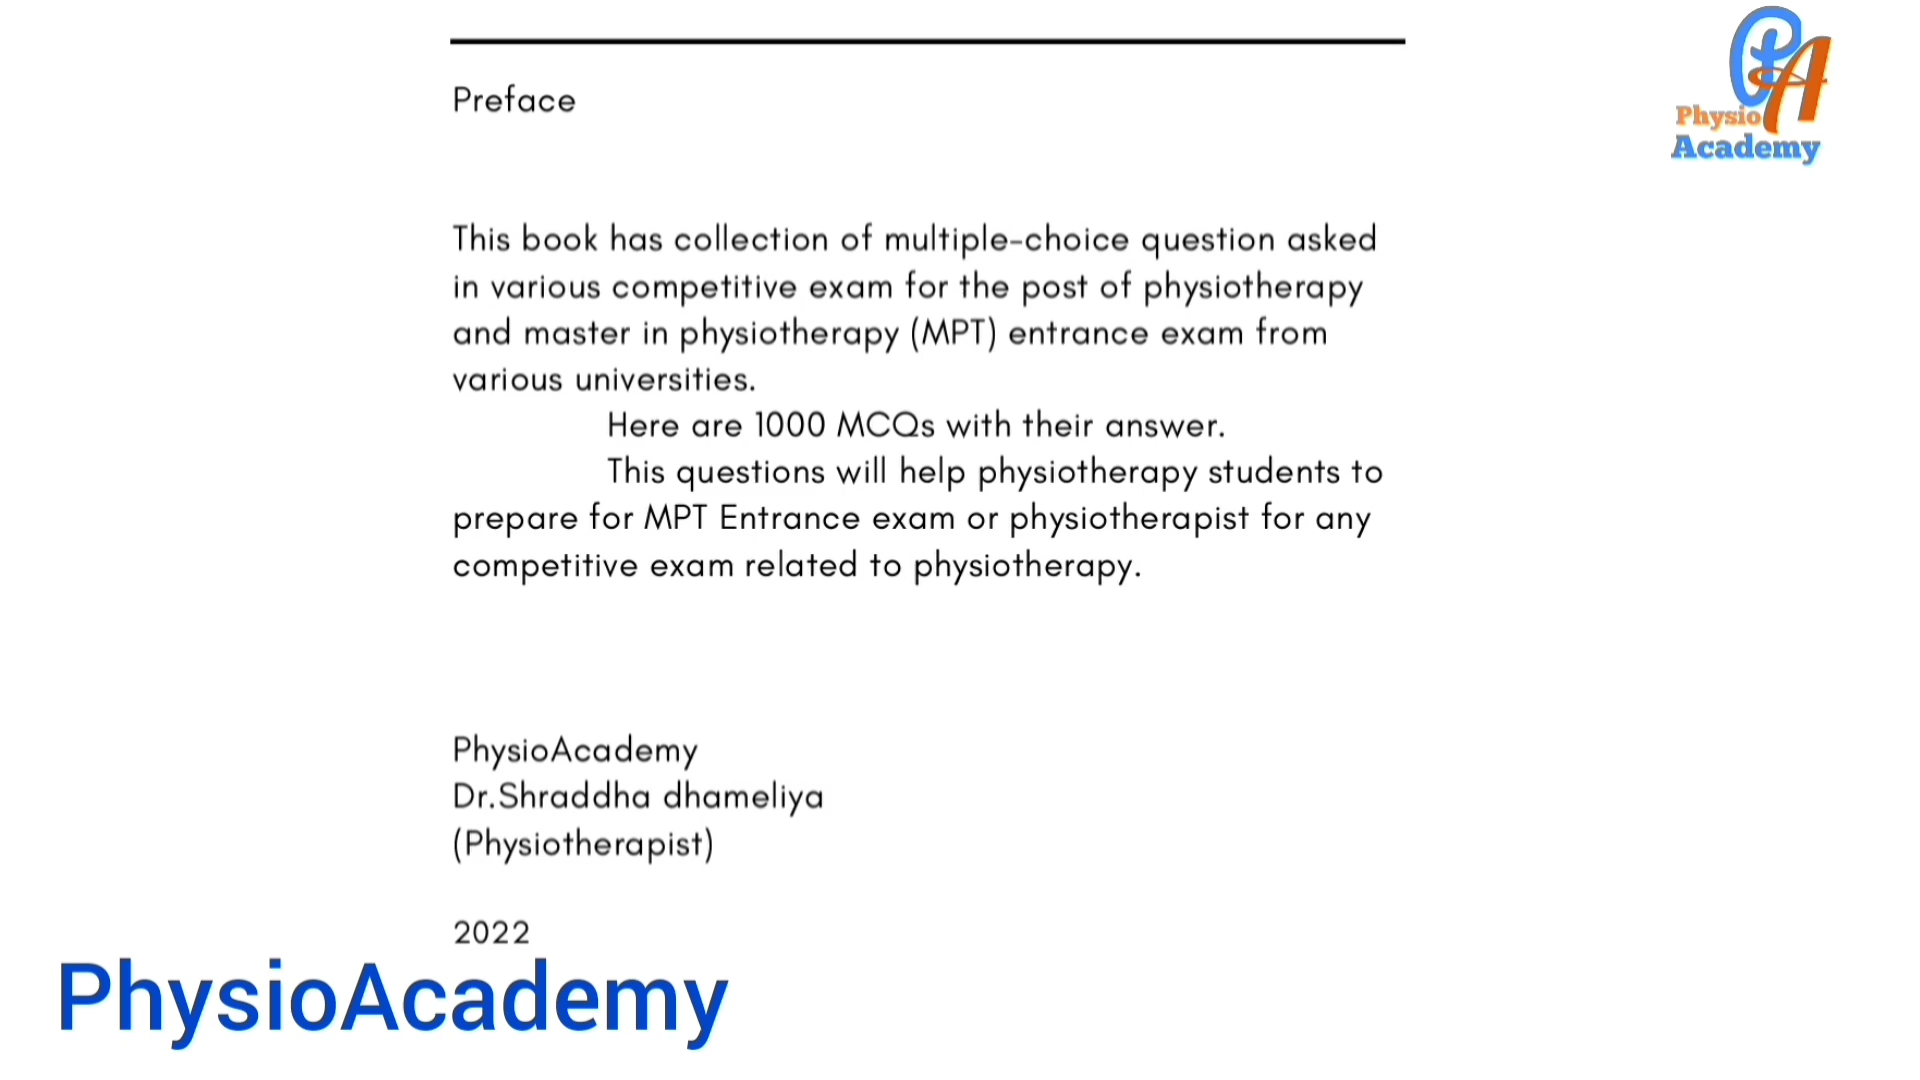 Preface
This book has collection of multiple-choice question asked
in various competitive exam for the post of physiotherapy
and master in physiotherapy (MPT) entrance exam from
various universities.
Here are 1000 MCQs with their answer.
This questions will help physiotherapy students to
prepare for MPT Entrance exam or physiotherapist for any
competitive exam related to physiotherapy.
PhysioAcademy
Dr.Shraddha dhameliya
(Physiotherapist)
2022
PhysioAcademy
PA
Physio
Academy